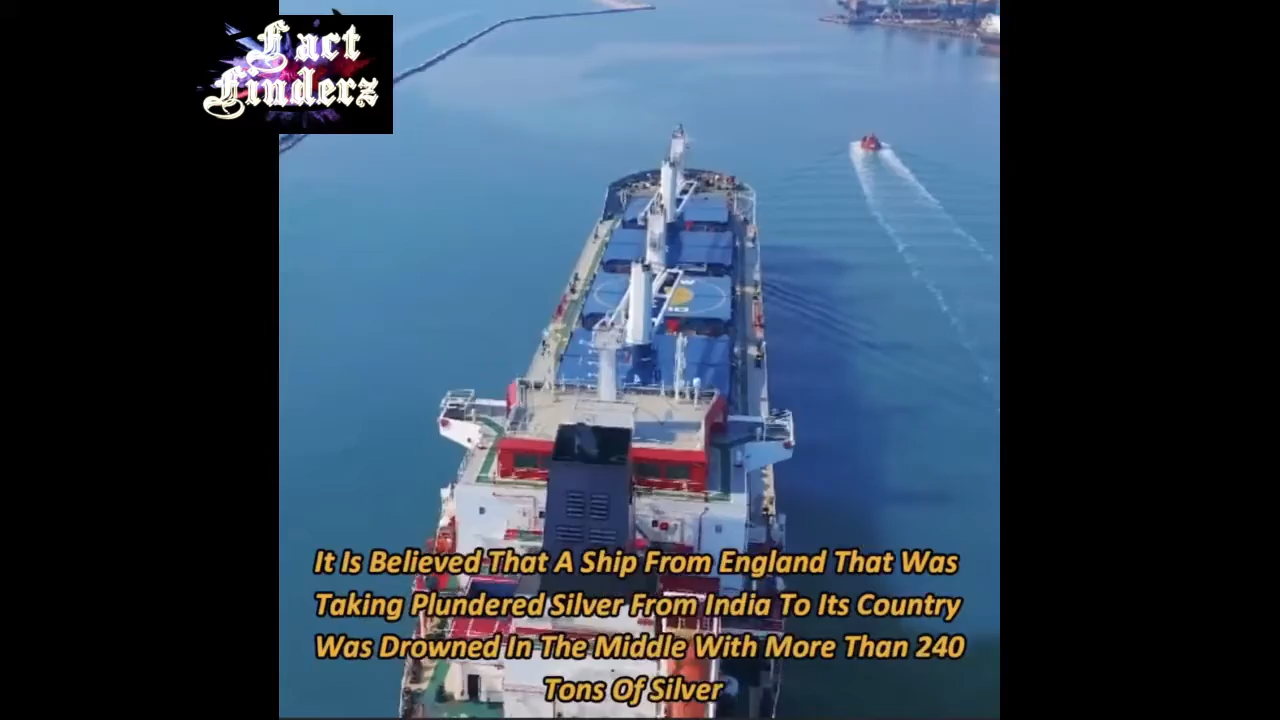 Fact
Finderz
It Is Believed That A Ship From England That Was
Taking Plundered Silver From India To Its Country
Was Drowned In The Middle With More Than 240
Tons Of Silver